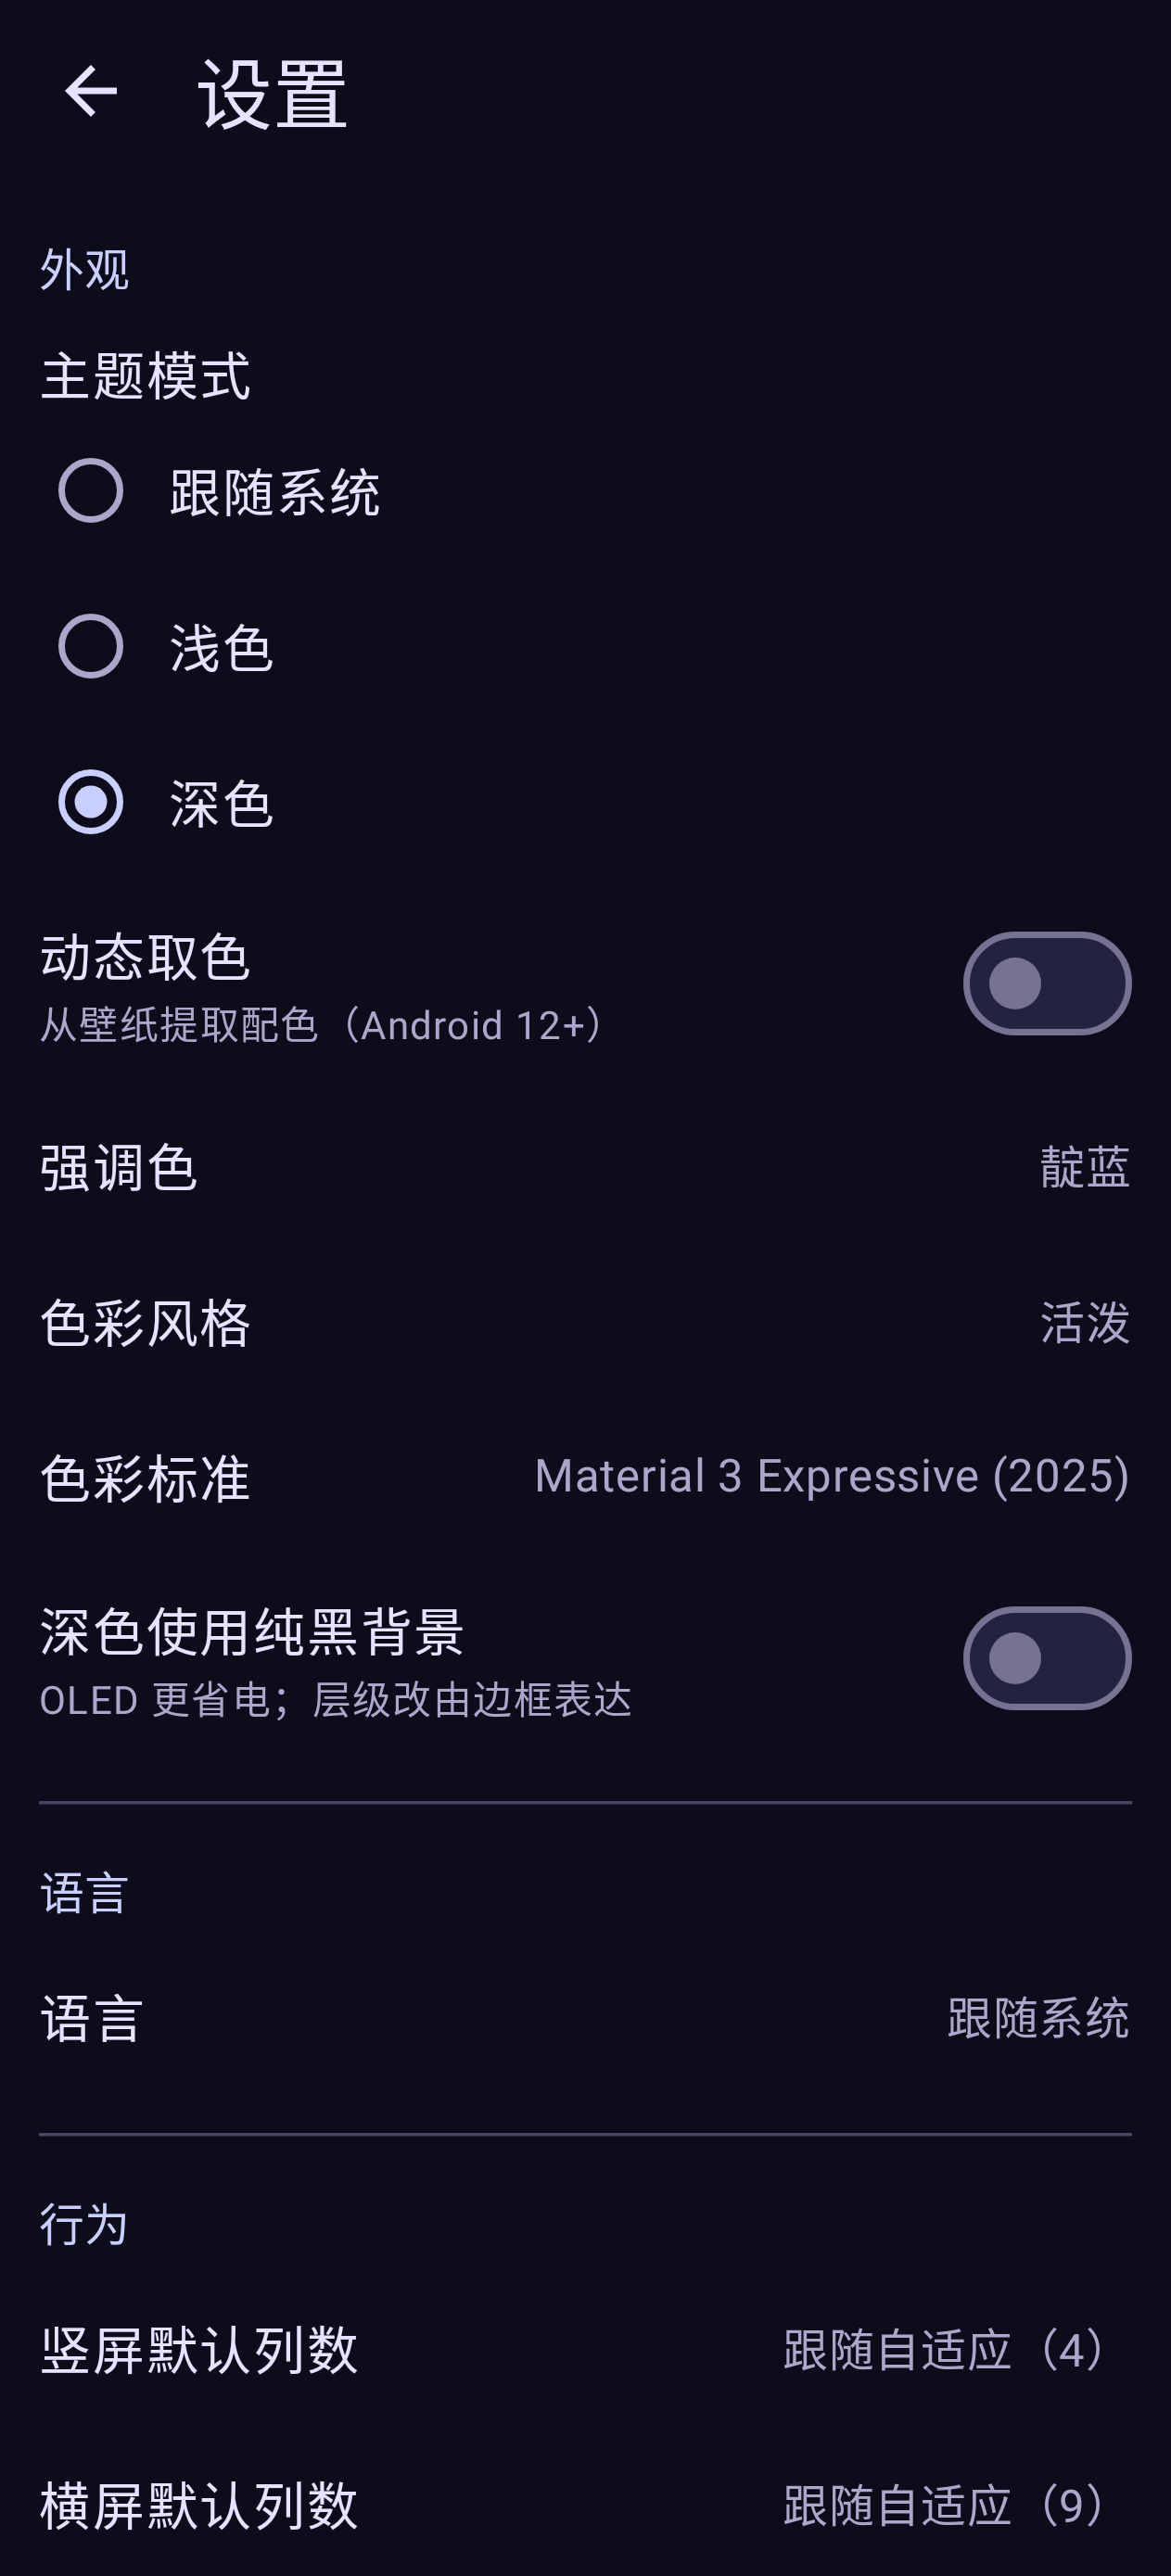 设置
外观
主题模式
跟随系统
浅色
深色
动态取色
从壁纸提取配色（Android 12+）
强调色 靛蓝
色彩风格 活泼
色彩标准 Material 3 Expressive (2025)
深色使用纯黑背景
OLED 更省电；层级改由边框表达
语言
语言 跟随系统
行为
竖屏默认列数 跟随自适应（4）
横屏默认列数 跟随自适应（9）